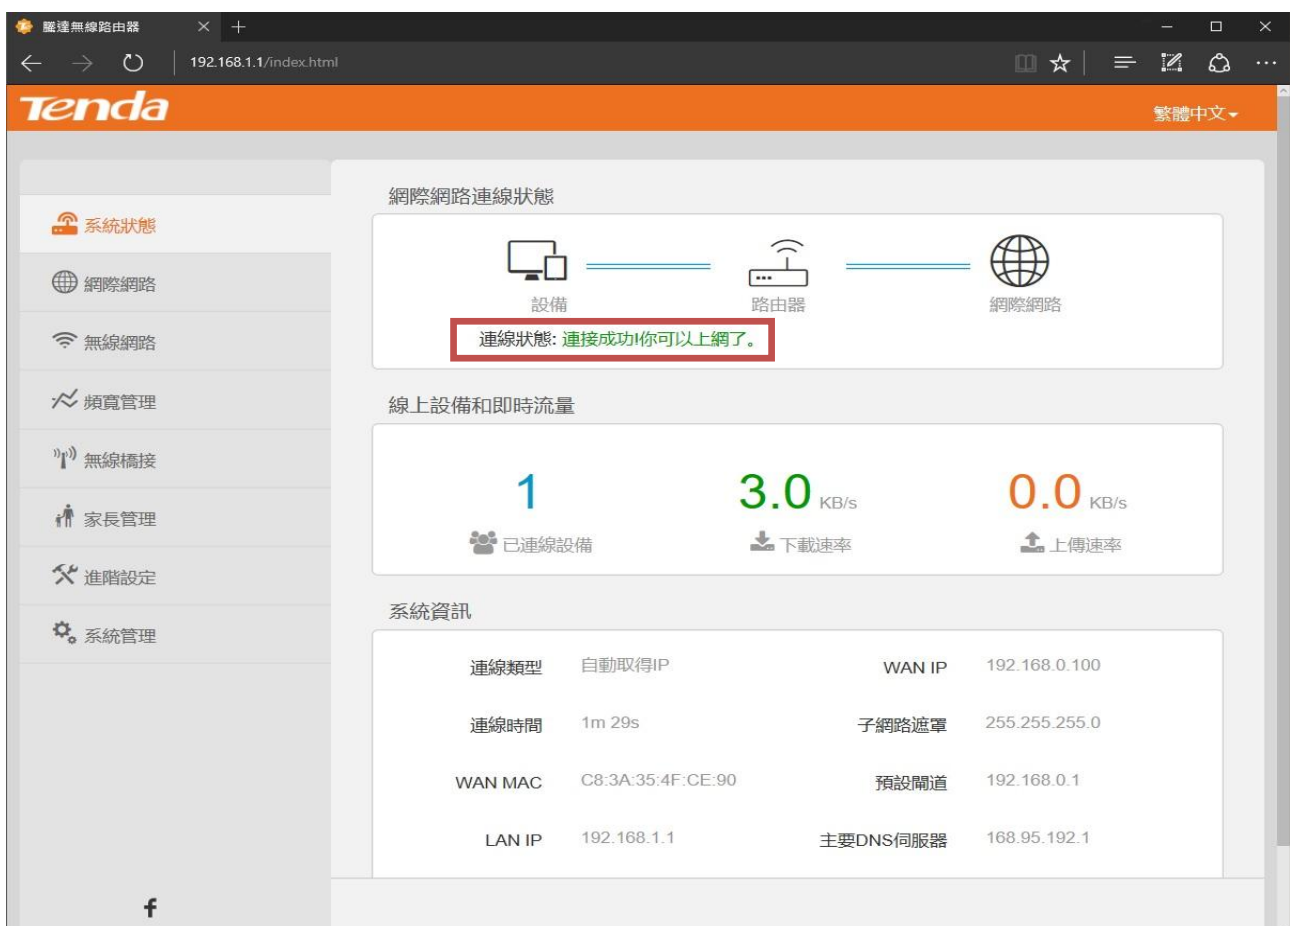 騰達無線路由器
192.168.1.1/index.html
Tenda
繁體中文
系統狀態
網際網路
無線網路
頻寬管理
無線橋接
家長管理
進階設定
系統管理
網際網路連線狀態
設備
路由器
網際網路
連線狀態: 連接成功!你可以上網了。
線上設備和即時流量
1
3.0 KB/s
0.0 KB/s
已連線設備
下載速率
上傳速率
系統資訊
連線類型 自動取得IP WAN IP 192.168.0.100
連線時間 1m 29s 子網路遮罩 255.255.255.0
WAN MAC C8:3A:35:4F:CE:90 預設閘道 192.168.0.1
LAN IP 192.168.1.1 主要DNS伺服器 168.95.192.1